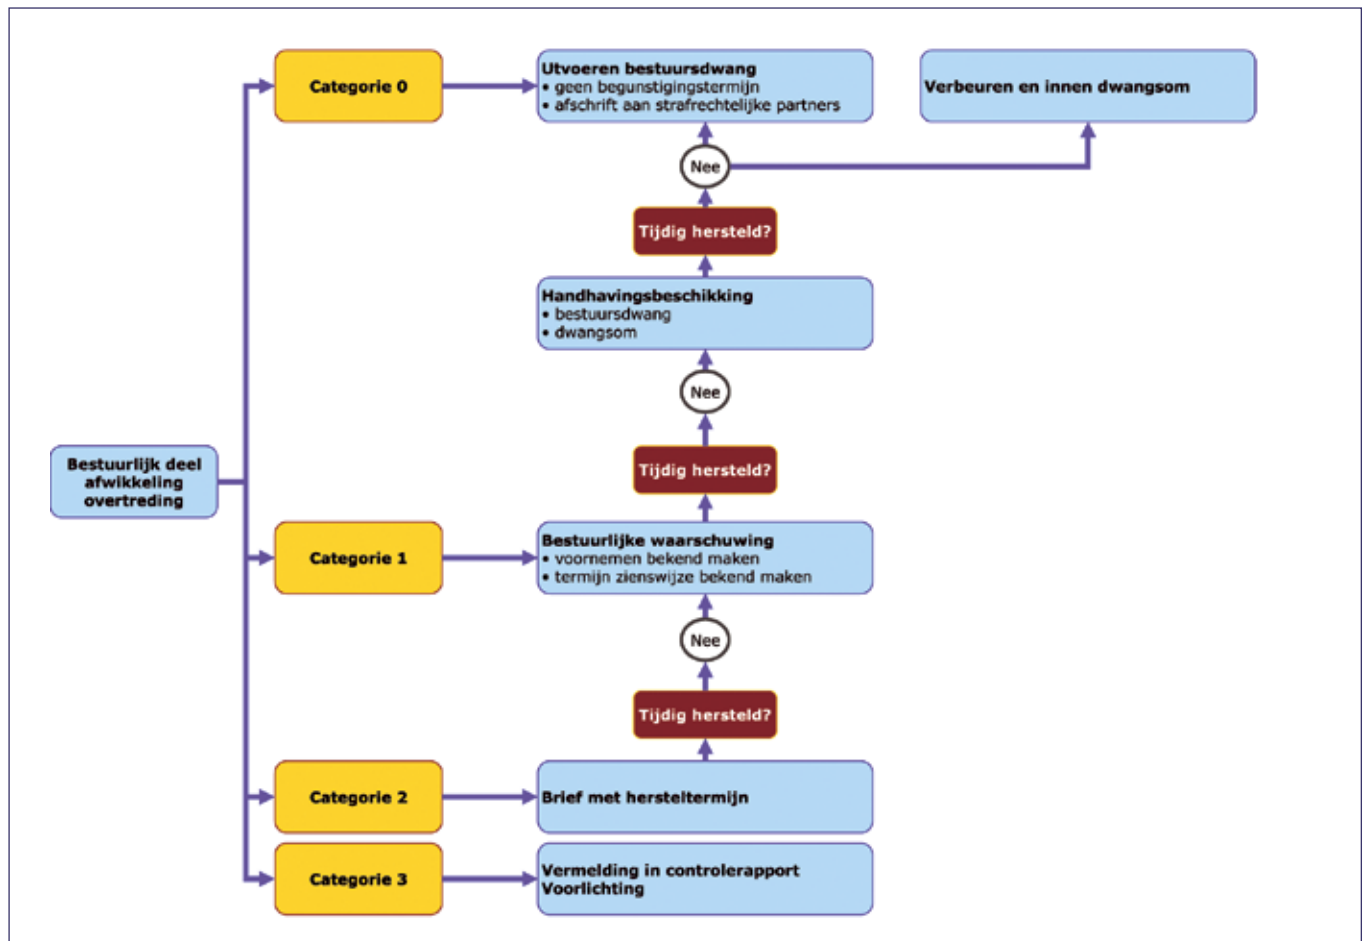 Categorie 0
Utvoeren bestuursdwang
• geen begunstigingstermijn
• afschrift aan strafrechtelijke partners
Verbeuren en innen dwangsom
Nee
Tijdig hersteld?
Handhavingsbeschikking
• bestuursdwang
• dwangsom
Nee
Tijdig hersteld?
Bestuurlijk deel
afwikkeling
overtreding
Categorie 1
Bestuurlijke waarschuwing
• voornemen bekend maken
• termijn zienswijze bekend maken
Nee
Tijdig hersteld?
Categorie 2
Brief met hersteltermijn
Categorie 3
Vermelding in controlerapport
Voorlichting